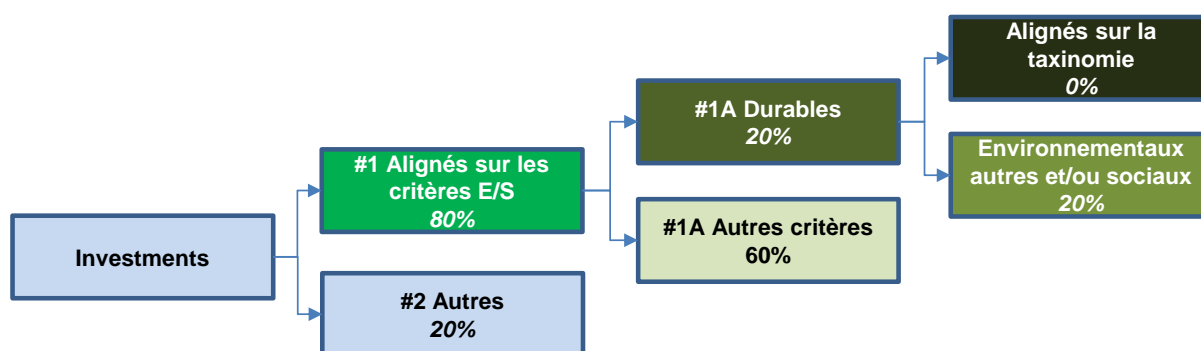 Investments
#1 Alignés sur les
critères E/S
80%
#2 Autres
20%
#1A Durables
20%
#1A Autres critères
60%
Alignés sur la
taxinomie
0%
Environnementaux
autres et/ou sociaux
20%